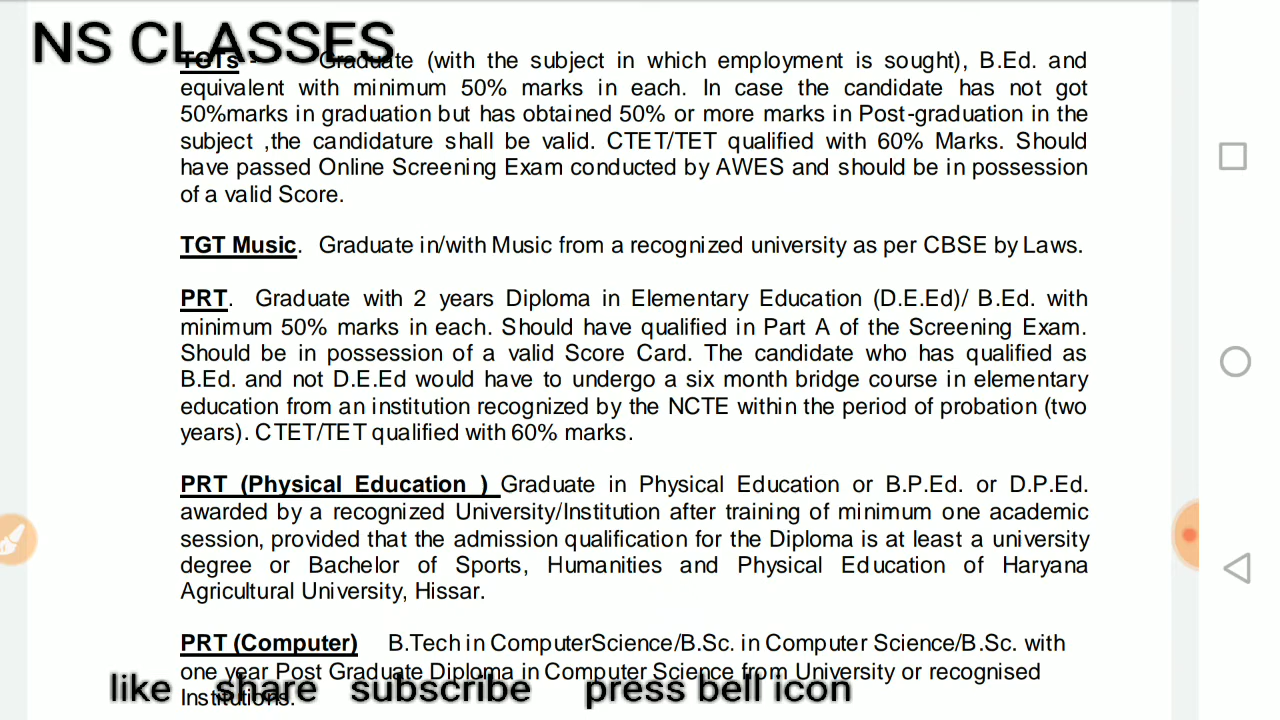 NS CLASSES
TGTs - Graduate (with the subject in which employment is sought), B.Ed. and
equivalent with minimum 50% marks in each. In case the candidate has not got
50%marks in graduation but has obtained 50% or more marks in Post-graduation in the
subject ,the candidature shall be valid. CTET/TET qualified with 60% Marks. Should
have passed Online Screening Exam conducted by AWES and should be in possession
of a valid Score.
TGT Music. Graduate in/with Music from a recognized university as per CBSE by Laws.
PRT. Graduate with 2 years Diploma in Elementary Education (D.E.Ed)/ B.Ed. with
minimum 50% marks in each. Should have qualified in Part A of the Screening Exam.
Should be in possession of a valid Score Card. The candidate who has qualified as
B.Ed. and not D.E.Ed would have to undergo a six month bridge course in elementary
education from an institution recognized by the NCTE within the period of probation (two
years). CTET/TET qualified with 60% marks.
PRT (Physical Education ) Graduate in Physical Education or B.P.Ed. or D.P.Ed.
awarded by a recognized University/Institution after training of minimum one academic
session, provided that the admission qualification for the Diploma is at least a university
degree or Bachelor of Sports, Humanities and Physical Education of Haryana
Agricultural University, Hissar.
PRT (Computer) B.Tech in ComputerScience/B.Sc. in Computer Science/B.Sc. with
one year Post Graduate Diploma in Computer Science from University or recognised
Institutions.
like share subscribe press bell icon